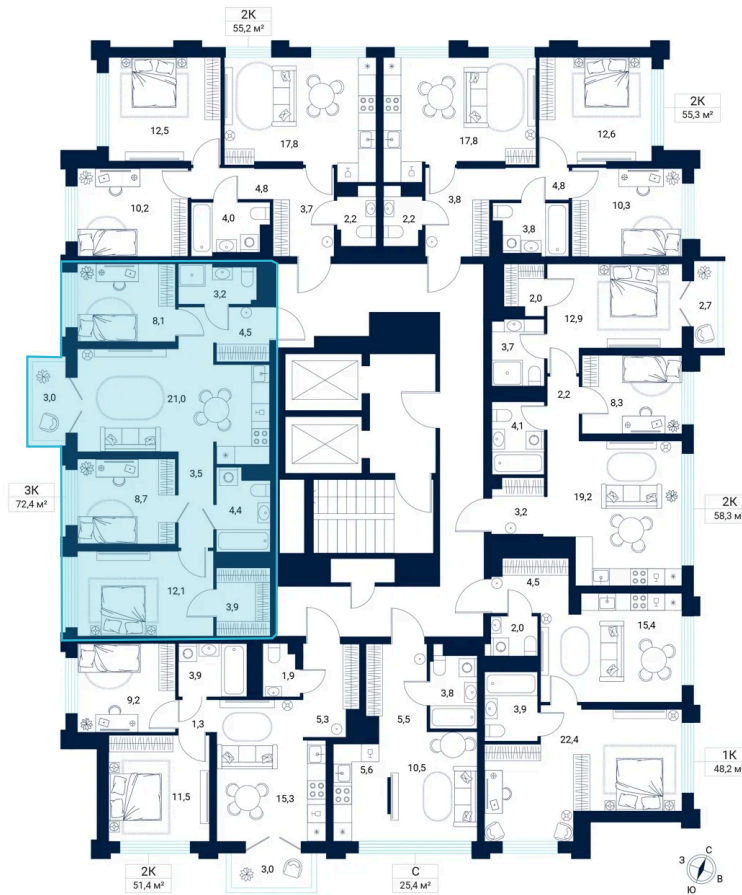 2К
55,2 м²
2К
55,3 м²
12,5
17,8
17,8
12,6
10,2
4,8
4,0
3,7
2,2
2,2
3,8
3,8
4,8
10,3
8,1
3,2
4,5
2,0
12,9
2,7
3,7
3,0
21,0
2,2
8,3
4,1
3К
72,4 м²
8,7
3,5
4,4
19,2
3,2
2К
58,3 м²
12,1
3,9
4,5
2,0
15,4
9,2
3,9
1,9
1,3
5,3
5,5
3,8
3,9
22,4
1К
48,2 м
11,5
15,3
5,6
10,5
3,0
2К
51,4 м²
С
25,4 м²
С
З
В
Ю